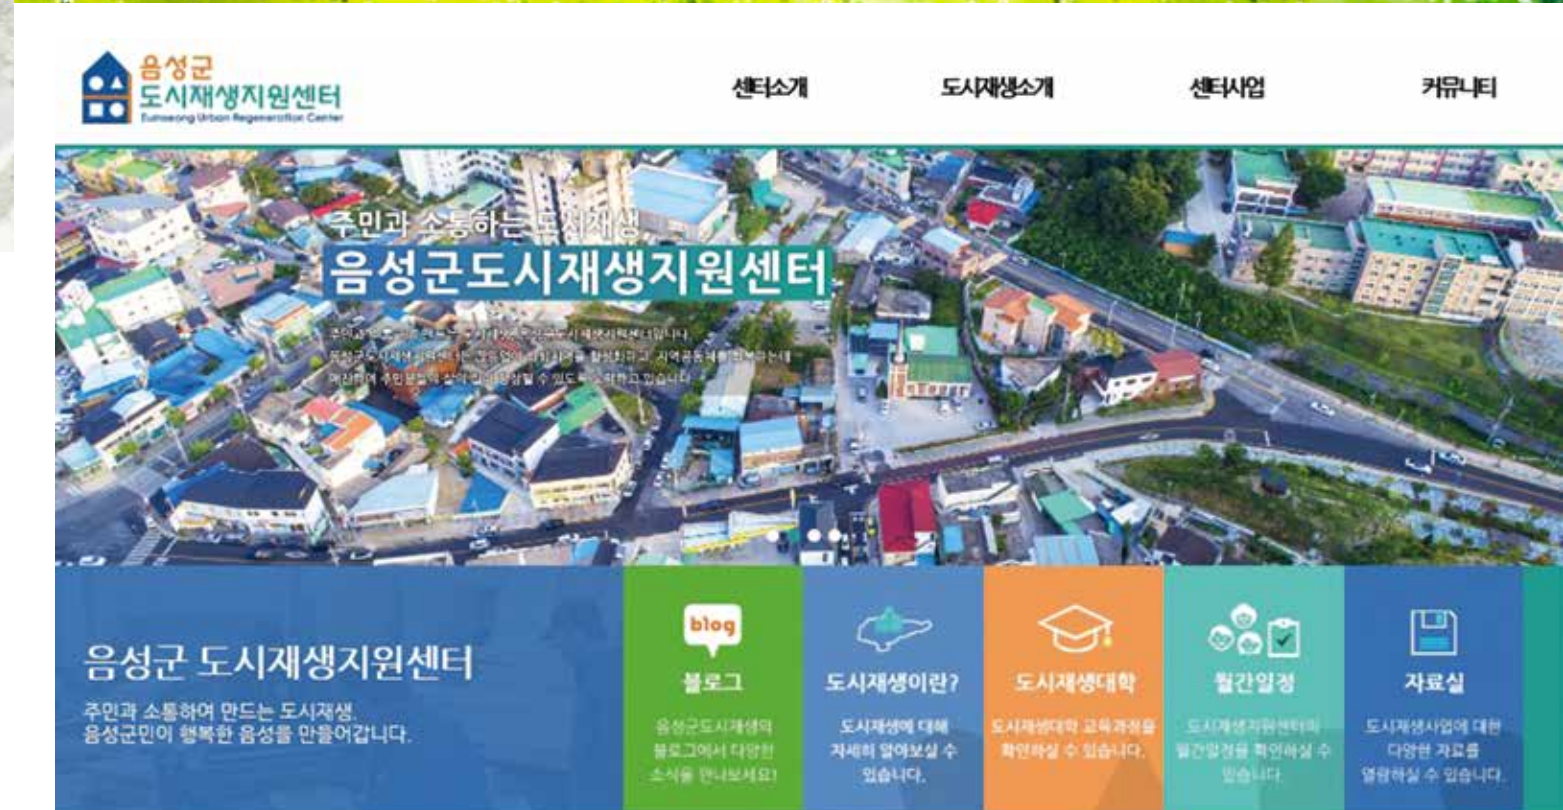 음성군
도시재생지원센터
Eumseong Urban Regeneration Center
센터소개
도시재생소개
센터사업
커뮤니티
주민과 소통하는 도시재생
음성군도시재생지원센터
음성군 도시재생지원센터
주민과 소통하여 만드는 도시재생.
음성군민이 행복한 음성를 만들어갑니다.
blog
블로그
음성군도시재생의
블로그에서 다양한
소식을 만나보세요!
도시재생이란?
도시재생에 대해
자세히 알아보실 수
있습니다.
도시재생대학
도시재생대학 교육과정을
확인하실 수 있습니다.
월간일정
도시재생지원센터의
월간일정을 확인하실 수
있습니다.
자료실
도시재생사업에 대한
다양한 자료를
열람하실 수 있습니다.